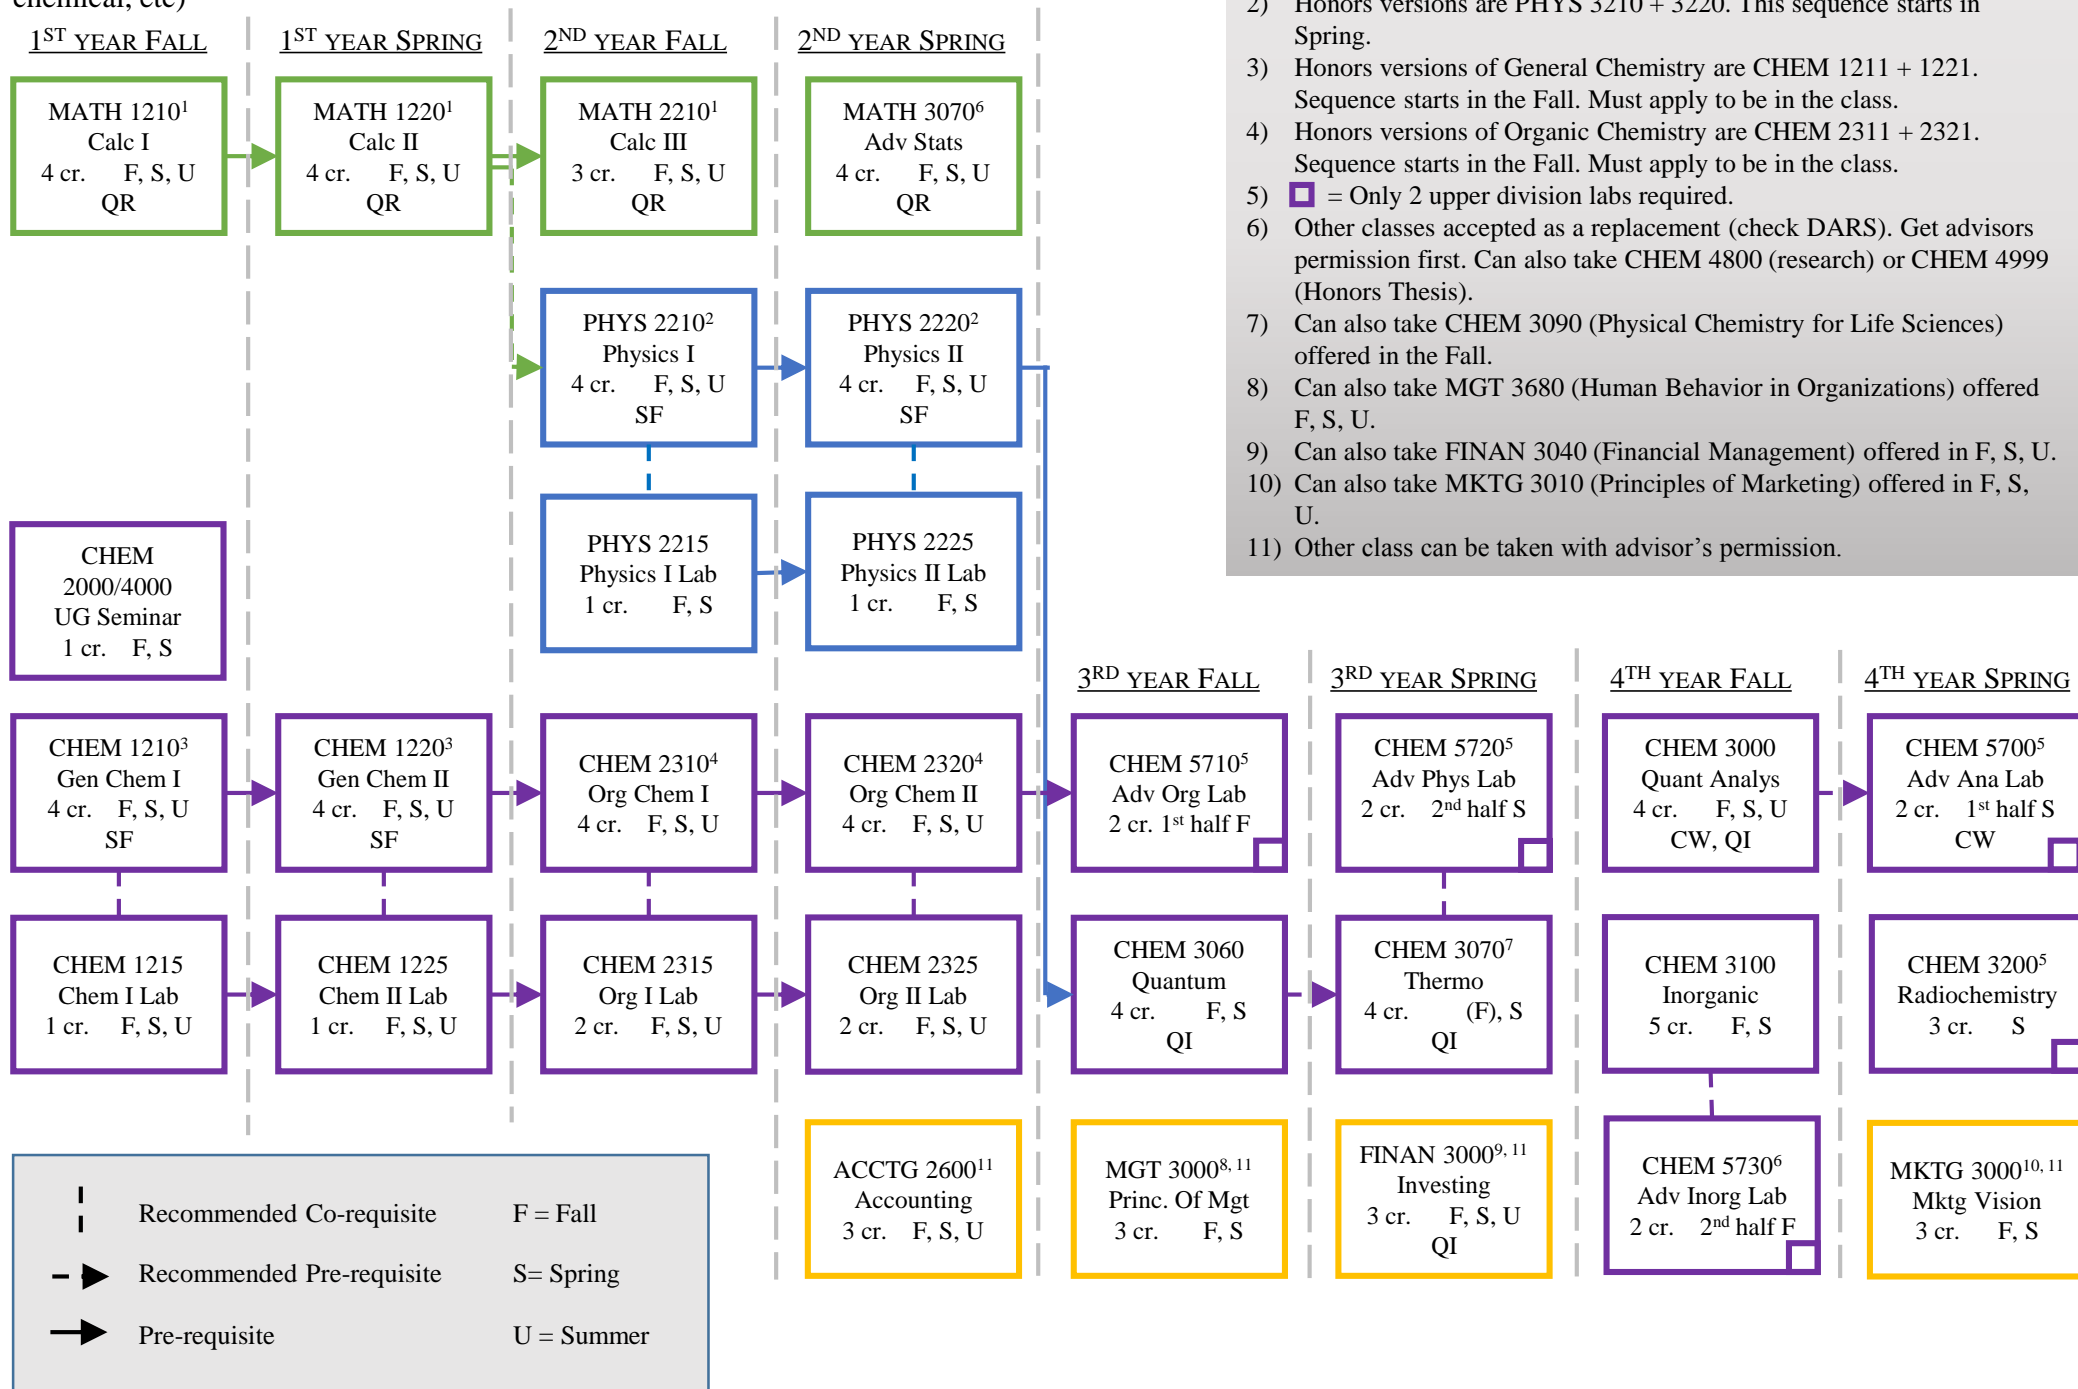 chemical, etc)
1ST YEAR FALL
1ST YEAR SPRING
2ND YEAR FALL
2ND YEAR SPRING
MATH 1210¹
Calc I
4 cr. F, S, U
QR
MATH 1220¹
Calc II
4 cr. F, S, U
QR
MATH 2210¹
Calc III
3 cr. F, S, U
QR
MATH 3070⁶
Adv Stats
4 cr. F, S, U
QR
2) Honors versions are PHYS 3210 + 3220. This sequence starts in
Spring.
3) Honors versions of General Chemistry are CHEM 1211 + 1221.
Sequence starts in the Fall. Must apply to be in the class.
4) Honors versions of Organic Chemistry are CHEM 2311 + 2321.
Sequence starts in the Fall. Must apply to be in the class.
5) = Only 2 upper division labs required.
6) Other classes accepted as a replacement (check DARS). Get advisors
permission first. Can also take CHEM 4800 (research) or CHEM 4999
(Honors Thesis).
7) Can also take CHEM 3090 (Physical Chemistry for Life Sciences)
offered in the Fall.
8) Can also take MGT 3680 (Human Behavior in Organizations) offered
F, S, U.
9) Can also take FINAN 3040 (Financial Management) offered in F, S, U.
10) Can also take MKTG 3010 (Principles of Marketing) offered in F, S,
U.
11) Other class can be taken with advisor’s permission.
PHYS 2210²
Physics I
4 cr. F, S, U
SF
PHYS 2220²
Physics II
4 cr. F, S, U
SF
CHEM
2000/4000
UG Seminar
1 cr. F, S
PHYS 2215
Physics I Lab
1 cr. F, S
PHYS 2225
Physics II Lab
1 cr. F, S
3RD YEAR FALL
3RD YEAR SPRING
4TH YEAR FALL
4TH YEAR SPRING
CHEM 1210³
Gen Chem I
4 cr. F, S, U
SF
CHEM 1220³
Gen Chem II
4 cr. F, S, U
SF
CHEM 2310⁴
Org Chem I
4 cr. F, S, U
CHEM 2320⁴
Org Chem II
4 cr. F, S, U
CHEM 5710⁵
Adv Org Lab
2 cr. 1st half F
CHEM 5720⁵
Adv Phys Lab
2 cr. 2nd half S
CHEM 3000
Quant Analys
4 cr. F, S, U
CW, QI
CHEM 5700⁵
Adv Ana Lab
2 cr. 1st half S
CW
CHEM 1215
Chem I Lab
1 cr. F, S, U
CHEM 1225
Chem II Lab
1 cr. F, S, U
CHEM 2315
Org I Lab
2 cr. F, S, U
CHEM 2325
Org II Lab
2 cr. F, S, U
CHEM 3060
Quantum
4 cr. F, S
QI
CHEM 3070⁷
Thermo
4 cr. (F), S
QI
CHEM 3100
Inorganic
5 cr. F, S
CHEM 3200⁵
Radiochemistry
3 cr. S
ACCTG 2600¹¹
Accounting
3 cr. F, S, U
MGT 3000⁸, ¹¹
Princ. Of Mgt
3 cr. F, S
FINAN 3000⁹, ¹¹
Investing
3 cr. F, S, U
QI
CHEM 5730⁶
Adv Inorg Lab
2 cr. 2nd half F
MKTG 3000¹⁰, ¹¹
Mktg Vision
3 cr. F, S
Recommended Co-requisite F = Fall
Recommended Pre-requisite S= Spring
Pre-requisite U = Summer